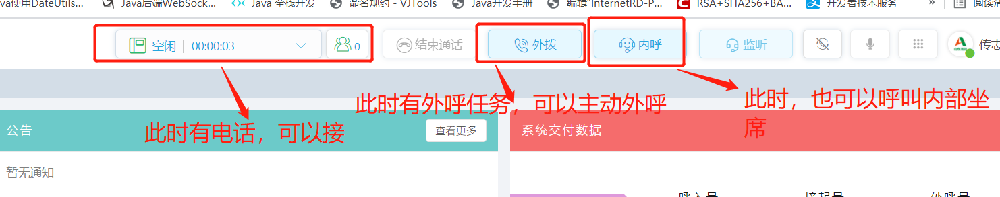 va使用DateUtils...
Java后端WebSock...
Java 全栈开发
命名规约 - VJTools
Java开发手册
编辑"InternetRD-P...
RSA+SHA256+BA...
开发者技术服务
»
阅读清
空闲 00:00:03
0
结束通话
外拨
内呼
监听
传志
此时有外呼任务，可以主动外呼
此时，也可以呼叫内部坐
席
此时有电话，可以接
公告
查看更多
系统交付数据
暂无通知
呼入量
接起量
外呼量